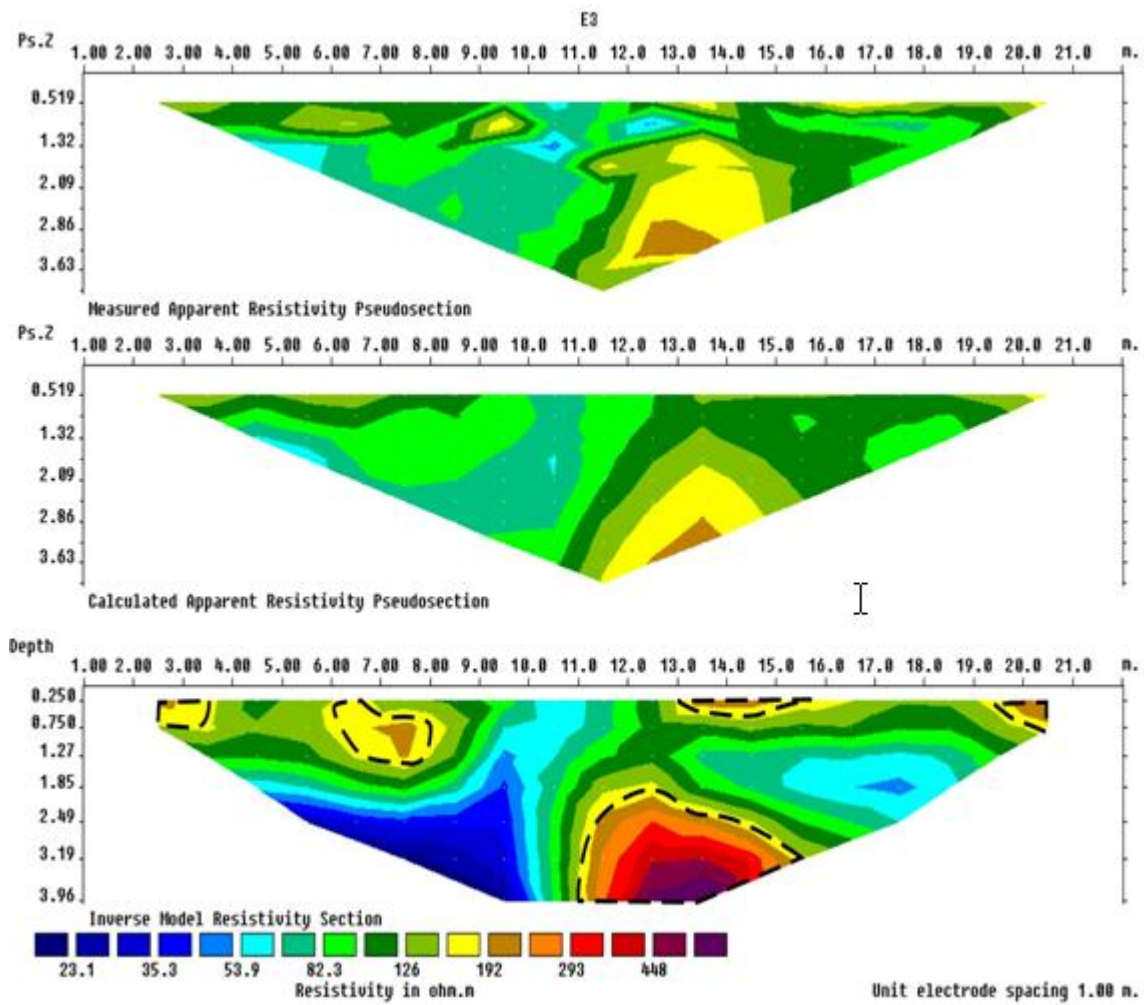 E3
Ps.Z
1.00 2.00 3.00 4.00 5.00 6.00 7.00 8.00 9.00 10.0 11.0 12.0 13.0 14.0 15.0 16.0 17.0 18.0 19.0 20.0 21.0 m.
0.519
1.32
2.09
2.86
3.63
Measured Apparent Resistivity Pseudosection
Ps.Z
1.00 2.00 3.00 4.00 5.00 6.00 7.00 8.00 9.00 10.0 11.0 12.0 13.0 14.0 15.0 16.0 17.0 18.0 19.0 20.0 21.0 m.
0.519
1.32
2.09
2.86
3.63
Calculated Apparent Resistivity Pseudosection
Depth
1.00 2.00 3.00 4.00 5.00 6.00 7.00 8.00 9.00 10.0 11.0 12.0 13.0 14.0 15.0 16.0 17.0 18.0 19.0 20.0 21.0 m.
0.250
0.750
1.27
1.85
2.49
3.19
3.96
Inverse Model Resistivity Section
23.1 35.3 53.9 82.3 126 192 293 448
Resistivity in ohm.m
Unit electrode spacing 1.00 m.